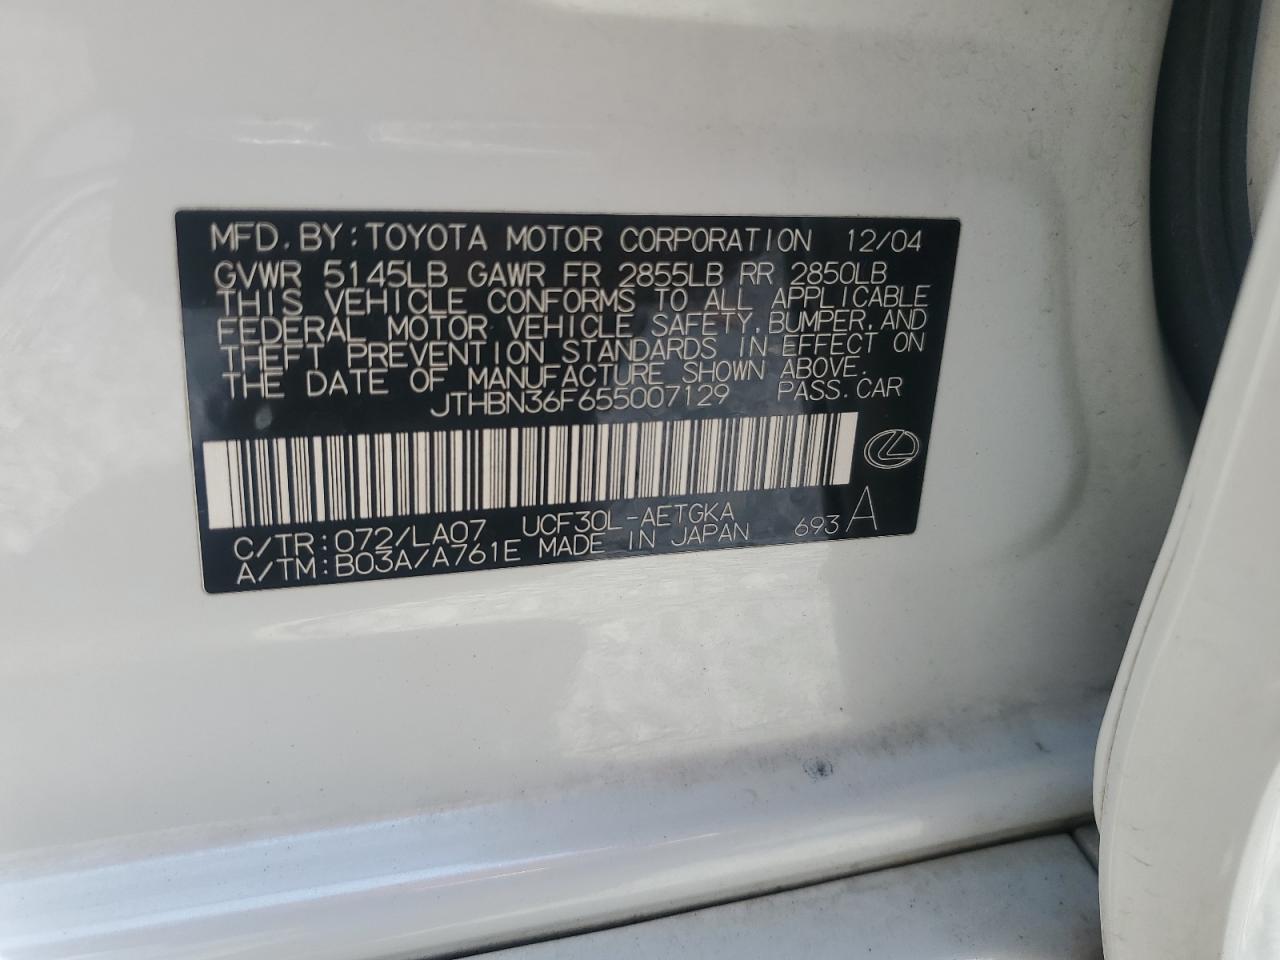 MFD. BY: TOYOTA MOTOR CORPORATION 12/04
GVWR 5145LB GAWR FR 2855LB RR 2850LB
THIS VEHICLE CONFORMS TO ALL APPLICABLE
FEDERAL MOTOR VEHICLE SAFETY, BUMPER, AND
THEFT PREVENTION STANDARDS IN EFFECT ON
THE DATE OF MANUFACTURE SHOWN ABOVE.
JTHBN36F655007129 PASS. CAR
C/TR: 072/LA07 UCF30L-AETGKA 693 A
A/TM: B03A/A761E MADE IN JAPAN